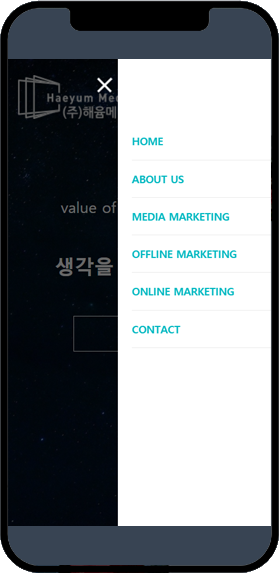 Haeyum Me
(주)해윰메
value of
생각을
HOME
ABOUT US
MEDIA MARKETING
OFFLINE MARKETING
ONLINE MARKETING
CONTACT